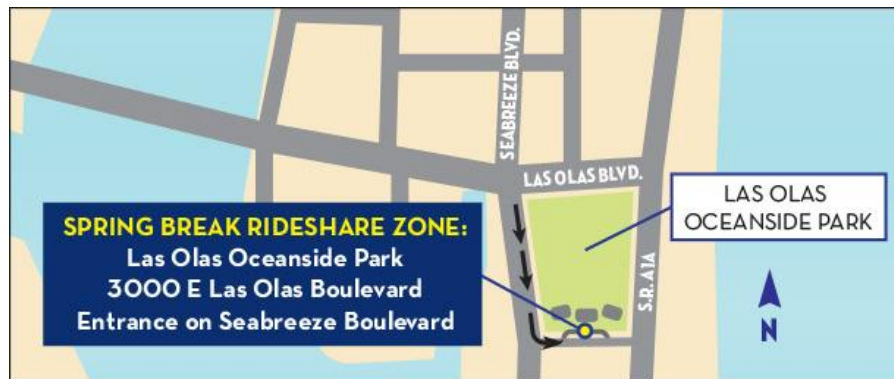 SEABREEZE BLVD.
LAS OLAS BLVD.
LAS OLAS
OCEANSIDE PARK
SPRING BREAK RIDESHARE ZONE:
Las Olas Oceanside Park
3000 E Las Olas Boulevard
Entrance on Seabreeze Boulevard
S.R. A1A
N